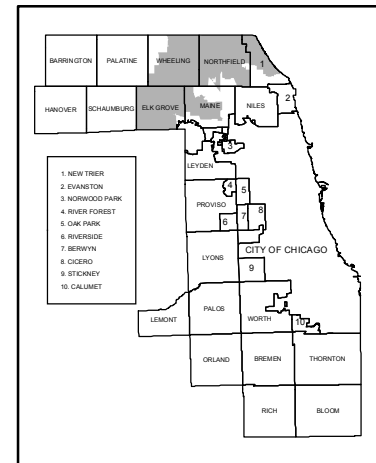 BARRINGTON PALATINE WHEELING NORTHFIELD 1
HANOVER SCHAUMBURG ELK GROVE MAINE NILES 2
3
LEYDEN
1. NEW TRIER
2. EVANSTON
3. NORWOOD PARK
4. RIVER FOREST
5. OAK PARK
6. RIVERSIDE
7. BERWYN
8. CICERO
9. STICKNEY
10. CALUMET
4 5
PROVISO
6 7 8
LYONS CITY OF CHICAGO
9
PALOS
LEMONT WORTH 10
ORLAND BREMEN THORNTON
RICH BLOOM